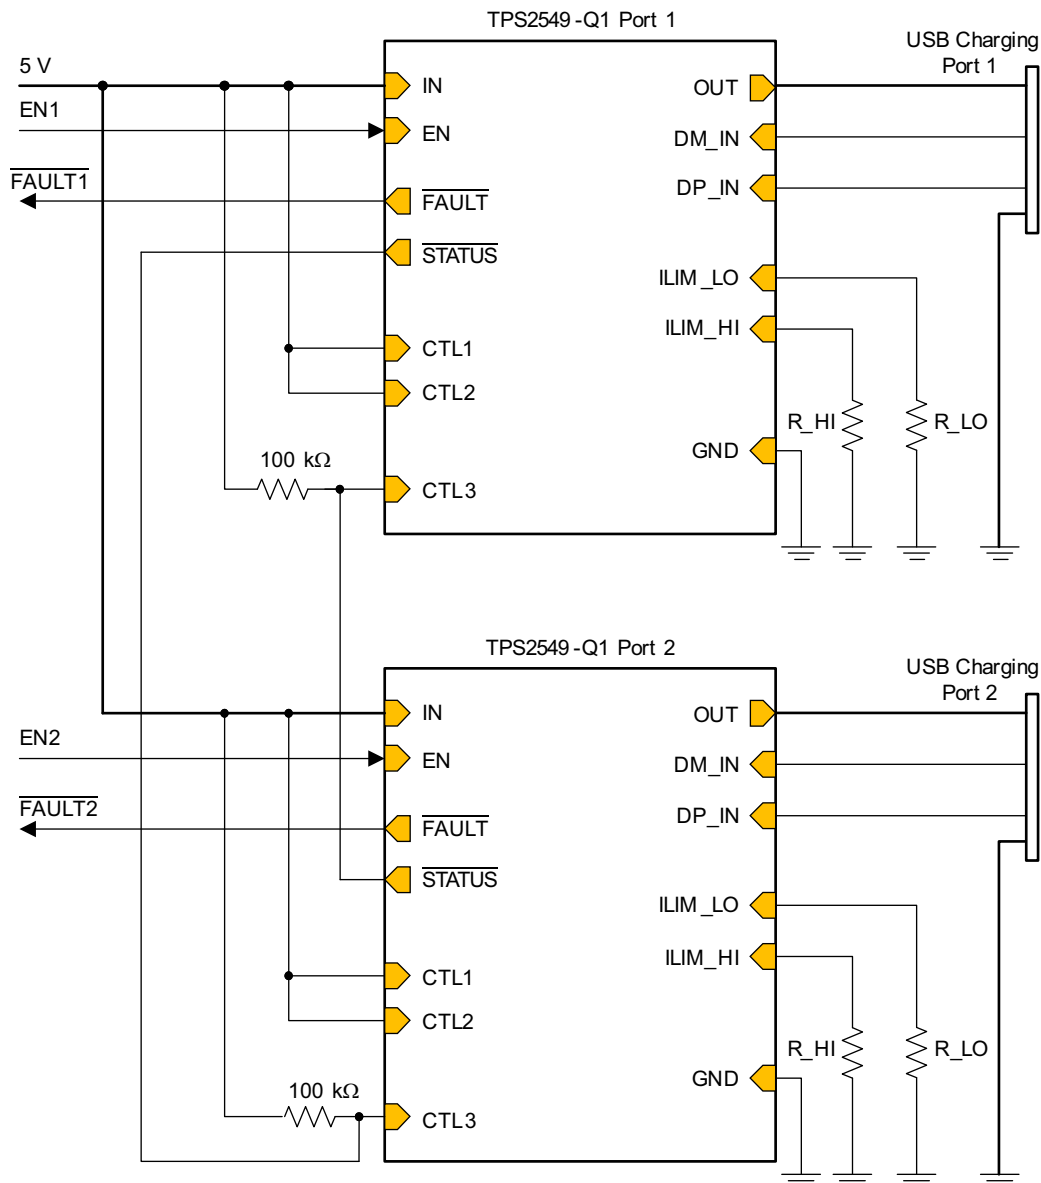 TPS2549-Q1 Port 1
USB Charging
Port 1
5 V
IN
OUT
EN1
EN
DM_IN
FAULT1
FAULT
DP_IN
STATUS
ILIM_LO
ILIM_HI
CTL1
CTL2
R_HI
R_LO
GND
100 kΩ
CTL3
TPS2549-Q1 Port 2
USB Charging
Port 2
IN
OUT
EN2
EN
DM_IN
FAULT2
FAULT
DP_IN
STATUS
ILIM_LO
ILIM_HI
CTL1
CTL2
R_HI
R_LO
GND
100 kΩ
CTL3